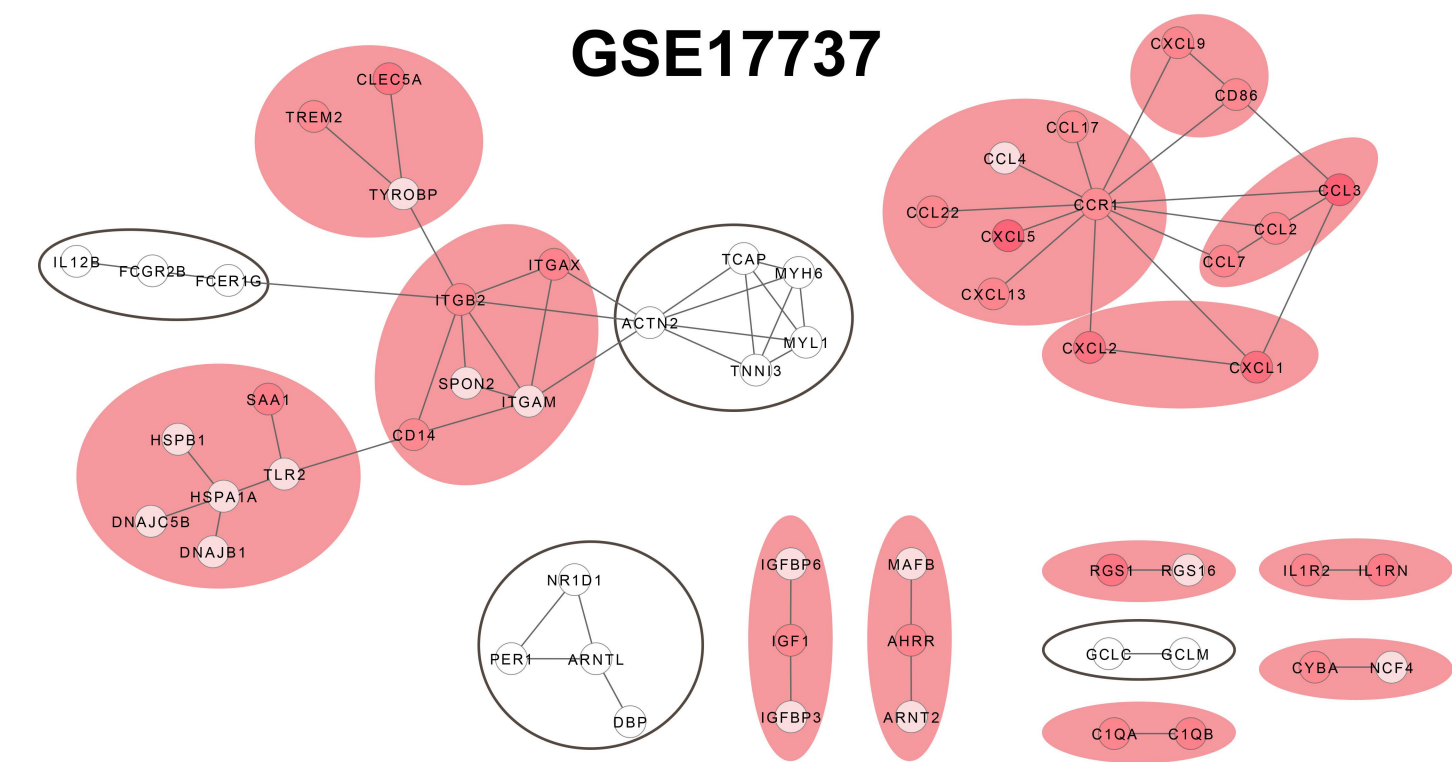 GSE17737
CLEC5A
TREM2
TYROBP
IL12B
FCGR2B
FCER1G
ITGAX
ITGB2
SPON2
ITGAM
CD14
TCAP
MYH6
ACTN2
MYL1
TNNI3
SAA1
HSPB1
TLR2
HSPA1A
DNAJC5B
DNAJB1
CXCL9
CD86
CCL17
CCL4
CCR1
CCL22
CXCL5
CXCL13
CCL3
CCL2
CCL7
CXCL2
CXCL1
NR1D1
PER1
ARNTL
DBP
IGFBP6
IGF1
IGFBP3
MAFB
AHRR
ARNT2
RGS1 RGS16
IL1R2 IL1RN
GCLC GCLM
CYBA NCF4
C1QA C1QB